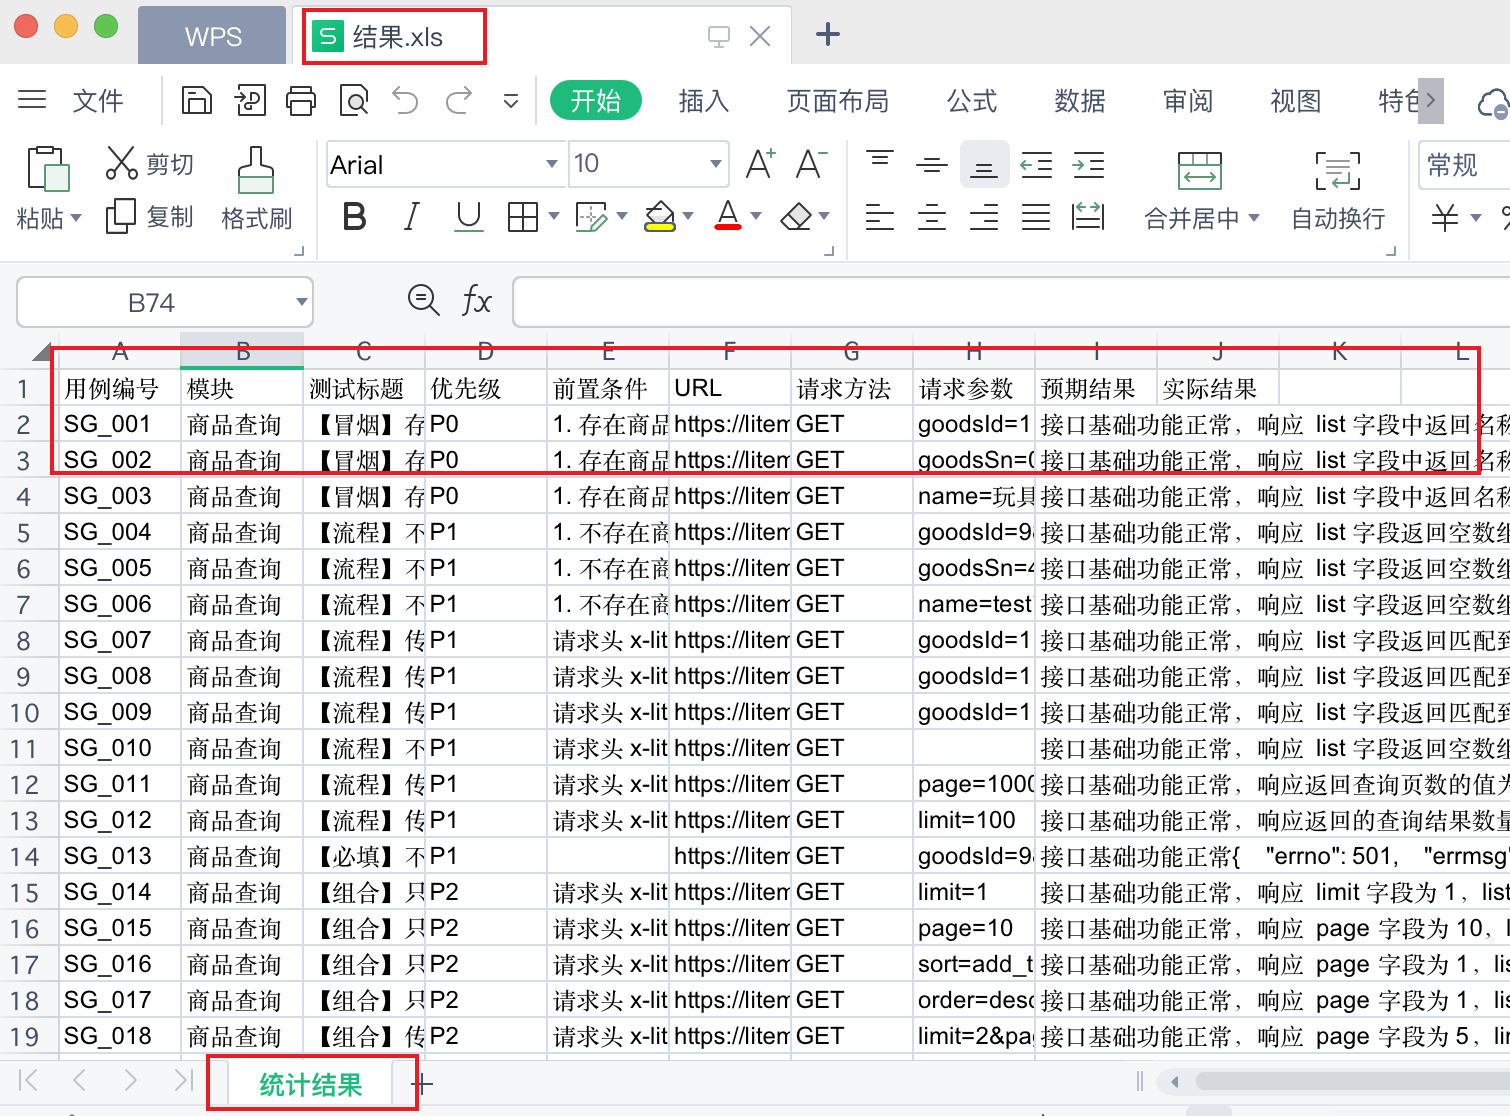 WPS 结果.xls
文件 开始 插入 页面布局 公式 数据 审阅 视图 特色
剪切 Arial 10 常规
粘贴 复制 格式刷 B I U A 合并居中 自动换行 ¥
B74 fx
A B C D E F G H I J K L
1 用例编号 模块 测试标题 优先级 前置条件 URL 请求方法 请求参数 预期结果 实际结果
2 SG_001 商品查询 【冒烟】存 P0 1. 存在商品 https://litem GET goodsId=1 接口基础功能正常，响应 list 字段中返回名称
3 SG_002 商品查询 【冒烟】存 P0 1. 存在商品 https://litem GET goodsSn= 接口基础功能正常，响应 list 字段中返回名称
4 SG_003 商品查询 【冒烟】存 P0 1. 存在商品 https://litem GET name=玩具 接口基础功能正常，响应 list 字段中返回名称
5 SG_004 商品查询 【流程】不 P1 1. 不存在商 https://litem GET goodsId=9 接口基础功能正常，响应 list 字段返回空数组
6 SG_005 商品查询 【流程】不 P1 1. 不存在商 https://litem GET goodsSn=4 接口基础功能正常，响应 list 字段返回空数组
7 SG_006 商品查询 【流程】不 P1 1. 不存在商 https://litem GET name=test 接口基础功能正常，响应 list 字段返回空数组
8 SG_007 商品查询 【流程】传 P1 请求头 x-lit https://litem GET goodsId=1 接口基础功能正常，响应 list 字段返回匹配到
9 SG_008 商品查询 【流程】传 P1 请求头 x-lit https://litem GET goodsId=1 接口基础功能正常，响应 list 字段返回匹配到
10 SG_009 商品查询 【流程】传 P1 请求头 x-lit https://litem GET goodsId=1 接口基础功能正常，响应 list 字段返回匹配到
11 SG_010 商品查询 【流程】不 P1 请求头 x-lit https://litem GET 接口基础功能正常，响应 list 字段返回空数组
12 SG_011 商品查询 【流程】传 P1 请求头 x-lit https://litem GET page=1000 接口基础功能正常，响应返回查询页数的值为
13 SG_012 商品查询 【流程】传 P1 请求头 x-lit https://litem GET limit=100 接口基础功能正常，响应返回的查询结果数量
14 SG_013 商品查询 【必填】不 P1 https://litem GET goodsId=9 接口基础功能正常{ "errno": 501, "errmsg"
15 SG_014 商品查询 【组合】只 P2 请求头 x-lit https://litem GET limit=1 接口基础功能正常，响应 limit 字段为 1，list
16 SG_015 商品查询 【组合】只 P2 请求头 x-lit https://litem GET page=10 接口基础功能正常，响应 page 字段为 10，l
17 SG_016 商品查询 【组合】只 P2 请求头 x-lit https://litem GET sort=add_t 接口基础功能正常，响应 page 字段为 1，lis
18 SG_017 商品查询 【组合】只 P2 请求头 x-lit https://litem GET order=desc 接口基础功能正常，响应 page 字段为 1，lis
19 SG_018 商品查询 【组合】传 P2 请求头 x-lit https://litem GET limit=2&pa 接口基础功能正常，响应 page 字段为 5，lim
统计结果